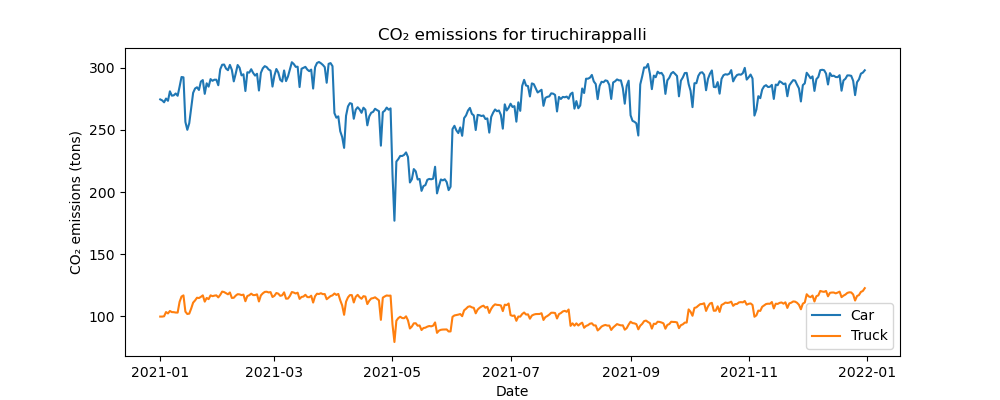 CO₂ emissions for tiruchirappalli
CO₂ emissions (tons)
300
250
200
150
100
2021-01
2021-03
2021-05
2021-07
2021-09
2021-11
2022-01
Date
Car
Truck